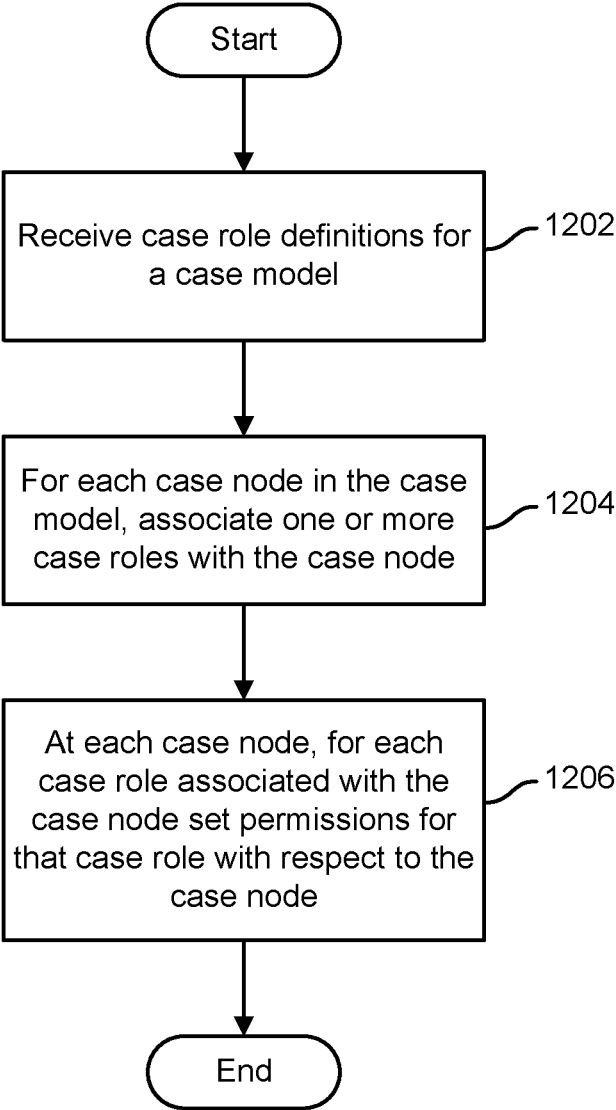 Start
Receive case role definitions for
a case model
1202
For each case node in the case
model, associate one or more
case roles with the case node
1204
At each case node, for each
case role associated with the
case node set permissions for
that case role with respect to the
case node
1206
End